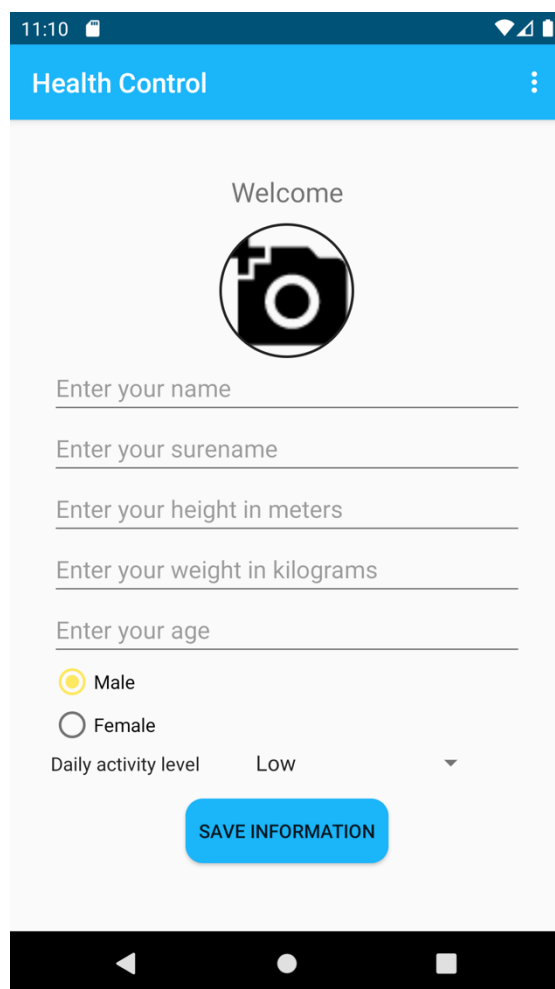 11:10
Health Control
Welcome
Enter your name
Enter your surename
Enter your height in meters
Enter your weight in kilograms
Enter your age
Male
Female
Daily activity level Low
SAVE INFORMATION